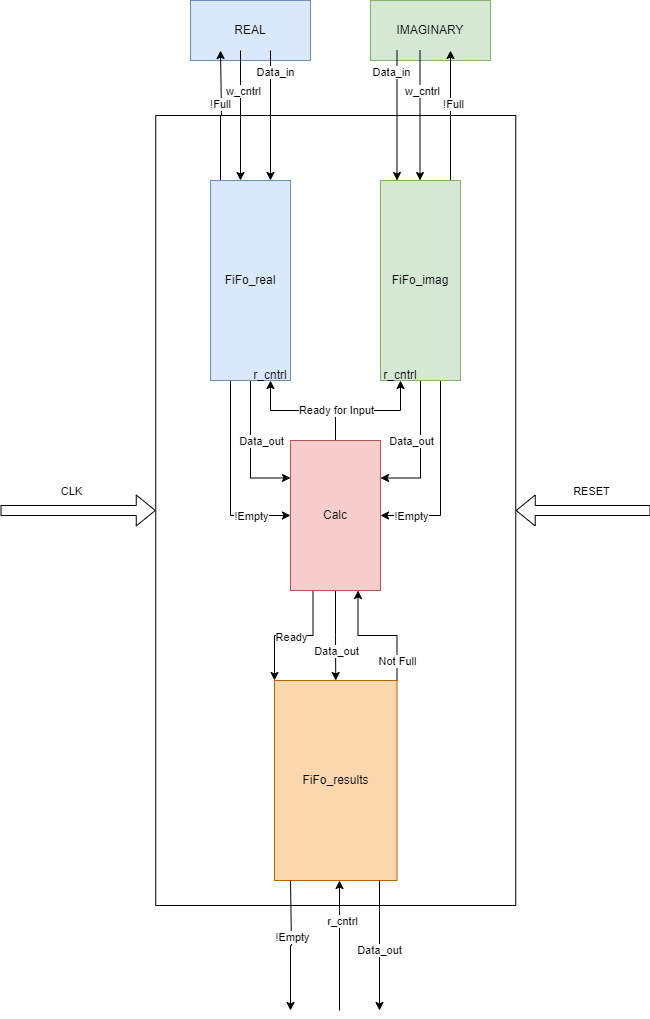 REAL
IMAGINARY
Data_in
Data_in
w_cntrl
w_cntrl
!Full
!Full
FiFo_real
FiFo_imag
r_cntrl
r_cntrl
Ready for Input
Data_out
Data_out
CLK
RESET
!Empty
Calc
!Empty
Ready
Data_out
Not Full
FiFo_results
r_cntrl
!Empty
Data_out